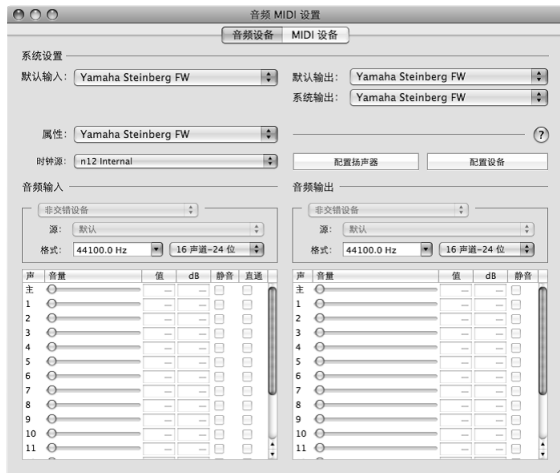 音频 MIDI 设置
音频设备 MIDI 设备
系统设置
默认输入: Yamaha Steinberg FW 默认输出: Yamaha Steinberg FW
系统输出: Yamaha Steinberg FW
属性: Yamaha Steinberg FW ?
时钟源: n12 Internal 配置扬声器 配置设备
音频输入 音频输出
非交错设备 非交错设备
源: 默认 源: 默认
格式: 44100.0 Hz 16 声道-24 位 格式: 44100.0 Hz 16 声道-24 位
声 音量 值 dB 静音 直通 声 音量 值 dB 静音
主 — — 主 — —
1 — — 1 — —
2 — — 2 — —
3 — — 3 — —
4 — — 4 — —
5 — — 5 — —
6 — — 6 — —
7 — — 7 — —
8 — — 8 — —
9 — — 9 — —
10 — — 10 — —
11 — — 11 — —